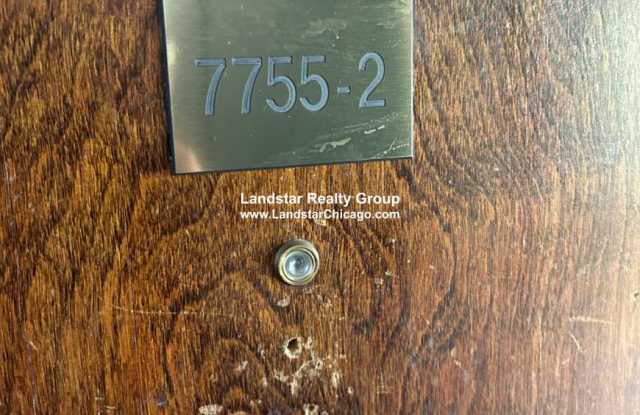 7755-2
Landstar Realty Group
www.LandstarChicago.com